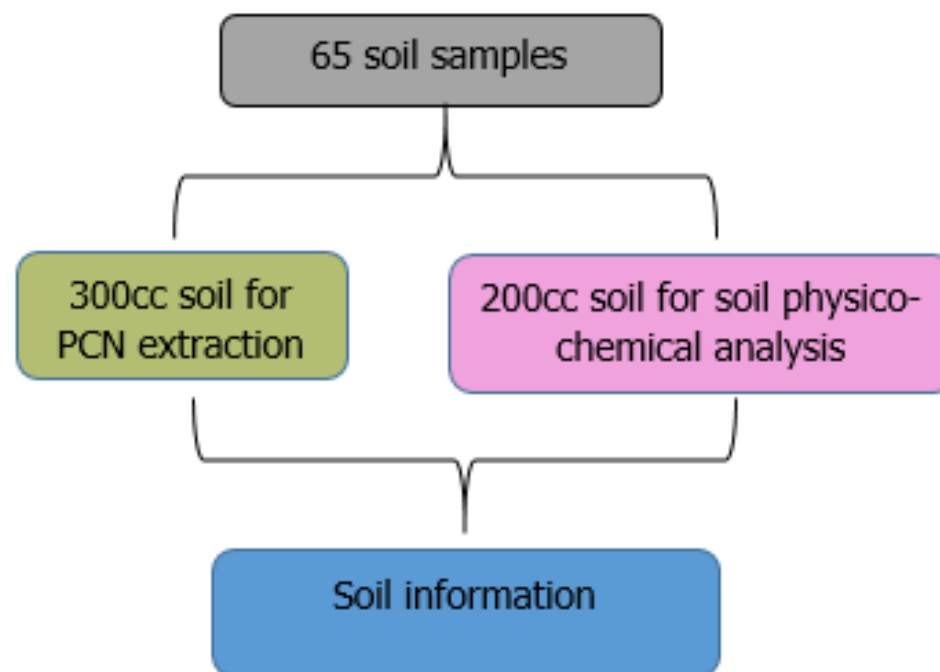 65 soil samples
300cc soil for
PCN extraction
200cc soil for soil physico-
chemical analysis
Soil information